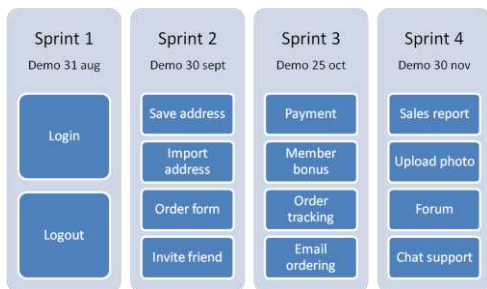 Sprint 1
Demo 31 aug
Login
Logout
Sprint 2
Demo 30 sept
Save address
Import
address
Order form
Invite friend
Sprint 3
Demo 25 oct
Payment
Member
bonus
Order
tracking
Email
ordering
Sprint 4
Demo 30 nov
Sales report
Upload photo
Forum
Chat support